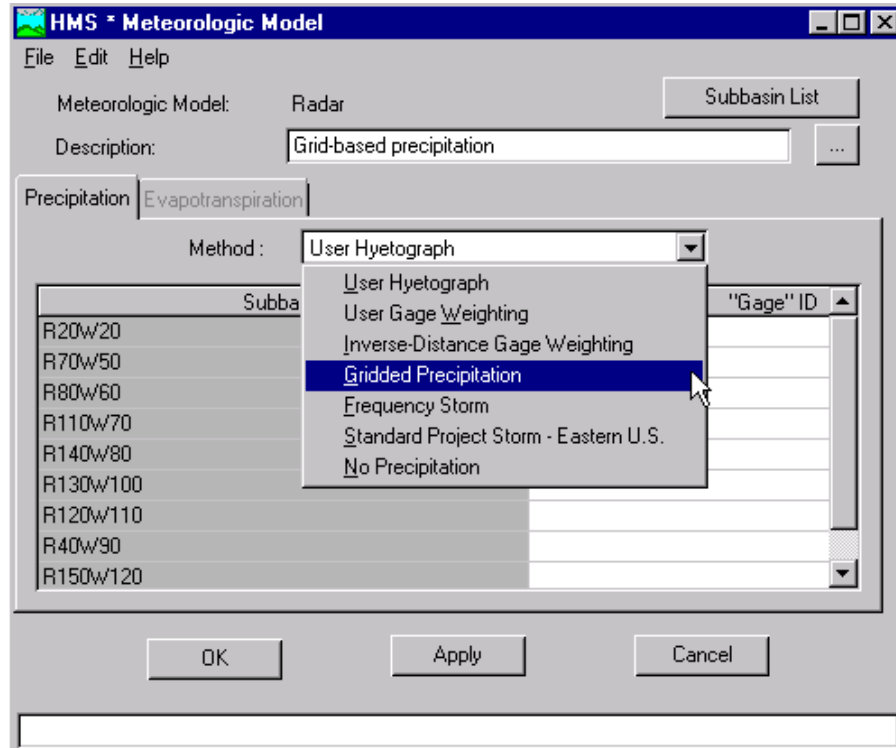 HMS * Meteorologic Model
File Edit Help
Meteorologic Model: Radar Subbasin List
Description: Grid-based precipitation ...
Precipitation Evapotranspiration
Method : User Hyetograph
User Hyetograph
User Gage Weighting
Inverse-Distance Gage Weighting
Gridded Precipitation
Frequency Storm
Standard Project Storm - Eastern U.S.
No Precipitation
Subba "Gage" ID
R20W20
R70W50
R80W60
R110W70
R140W80
R130W100
R120W110
R40W90
R150W120
OK Apply Cancel